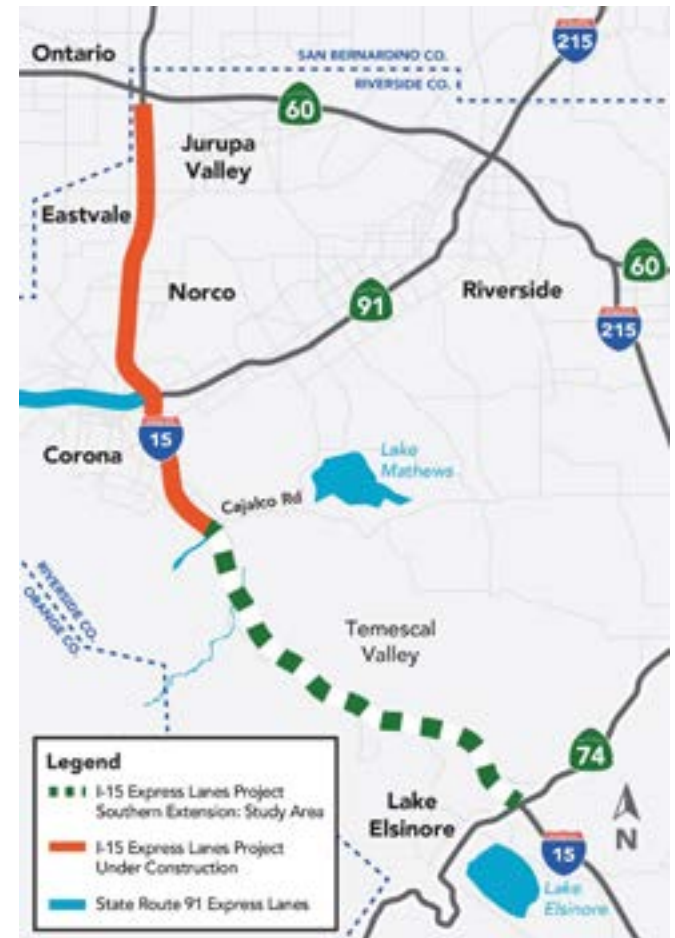 Ontario
SAN BERNARDINO CO.
RIVERSIDE CO.
215
60
Jurupa
Valley
Eastvale
Norco
91
Riverside
60
215
15
Corona
Lake
Mathews
Cajalco Rd
RIVERSIDE CO.
ORANGE CO.
Temescal
Valley
74
Lake
Elsinore
N
15
Lake
Elsinore
Legend
I-15 Express Lanes Project
Southern Extension: Study Area
I-15 Express Lanes Project
Under Construction
State Route 91 Express Lanes